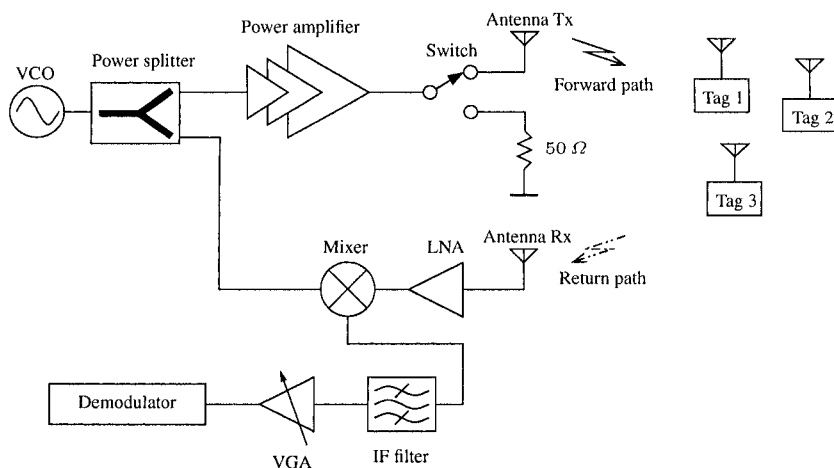 Antenna Tx
Power amplifier
Switch
Power splitter
VCO
Forward path
Tag 1
Tag 2
50 Ω
Tag 3
Antenna Rx
Mixer
LNA
Return path
Demodulator
VGA
IF filter